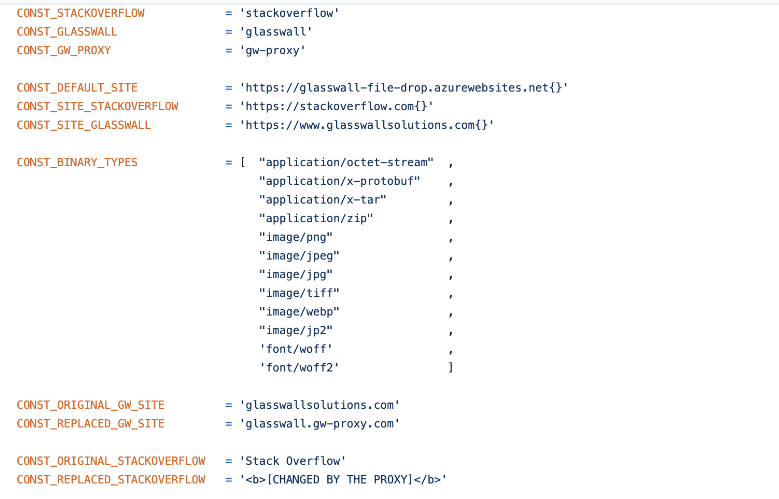 CONST_STACKOVERFLOW = 'stackoverflow'
CONST_GLASSWALL = 'glasswall'
CONST_GW_PROXY = 'gw-proxy'
CONST_DEFAULT_SITE = 'https://glasswall-file-drop.azurewebsites.net{}'
CONST_SITE_STACKOVERFLOW = 'https://stackoverflow.com{}'
CONST_SITE_GLASSWALL = 'https://www.glasswallsolutions.com{}'
CONST_BINARY_TYPES = [ "application/octet-stream" ,
"application/x-protobuf" ,
"application/x-tar" ,
"application/zip" ,
"image/png" ,
"image/jpeg" ,
"image/jpg" ,
"image/tiff" ,
"image/webp" ,
"image/jp2" ,
'font/woff' ,
'font/woff2' ]
CONST_ORIGINAL_GW_SITE = 'glasswallsolutions.com'
CONST_REPLACED_GW_SITE = 'glasswall.gw-proxy.com'
CONST_ORIGINAL_STACKOVERFLOW = 'Stack Overflow'
CONST_REPLACED_STACKOVERFLOW = '<b>[CHANGED BY THE PROXY]</b>'